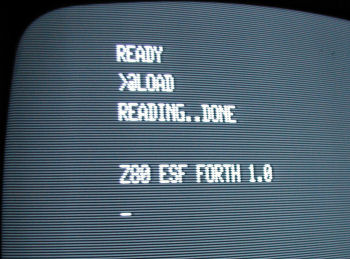 READY
>@LOAD
READING..DONE
Z80 ESF FORTH 1.0
_